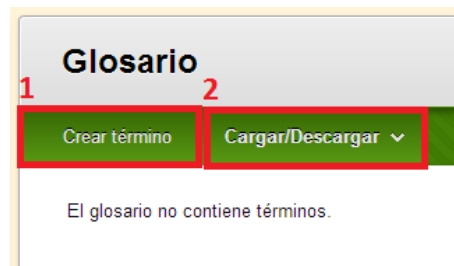 Glosario
1
2
Crear término
Cargar/Descargar
El glosario no contiene términos.